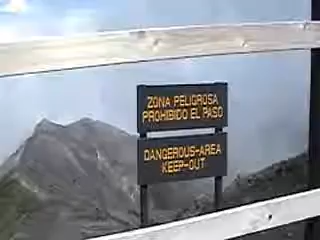 ZONA PELIGROSA
PROHIBIDO EL PASO
DANGEROUS-AREA
KEEP-OUT